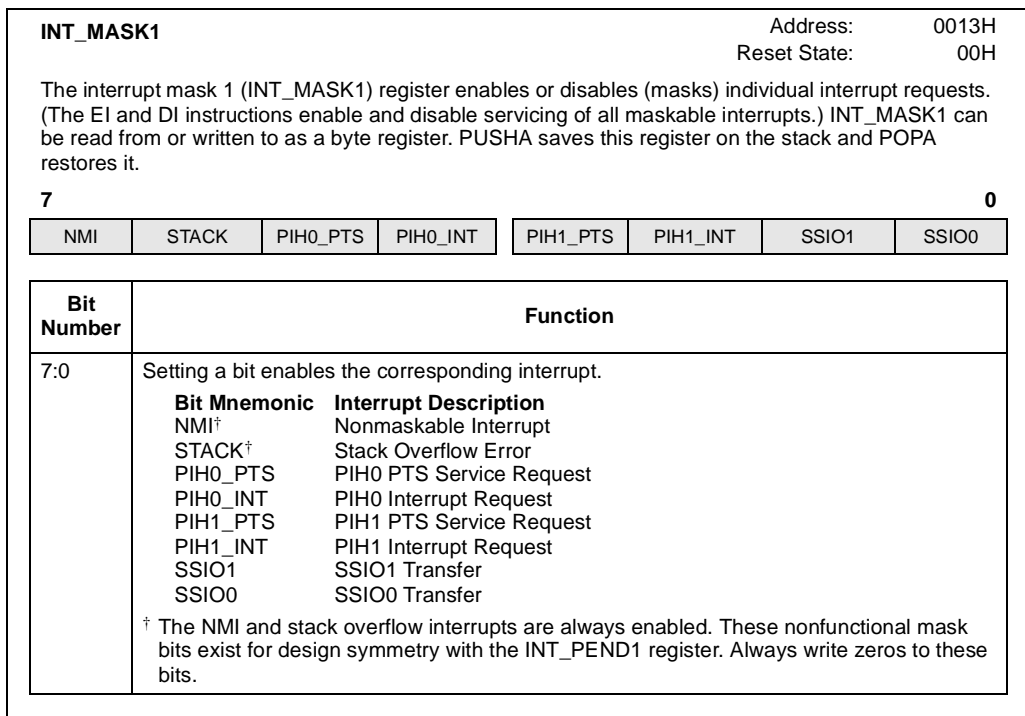 INT_MASK1 Address: 0013H
Reset State: 00H
The interrupt mask 1 (INT_MASK1) register enables or disables (masks) individual interrupt requests.
(The EI and DI instructions enable and disable servicing of all maskable interrupts.) INT_MASK1 can
be read from or written to as a byte register. PUSHA saves this register on the stack and POPA
restores it.
7 0
NMI STACK PIH0_PTS PIH0_INT PIH1_PTS PIH1_INT SSIO1 SSIO0
Bit
Number Function
7:0 Setting a bit enables the corresponding interrupt.
Bit Mnemonic Interrupt Description
NMI† Nonmaskable Interrupt
STACK† Stack Overflow Error
PIH0_PTS PIH0 PTS Service Request
PIH0_INT PIH0 Interrupt Request
PIH1_PTS PIH1 PTS Service Request
PIH1_INT PIH1 Interrupt Request
SSIO1 SSIO1 Transfer
SSIO0 SSIO0 Transfer
† The NMI and stack overflow interrupts are always enabled. These nonfunctional mask
bits exist for design symmetry with the INT_PEND1 register. Always write zeros to these
bits.